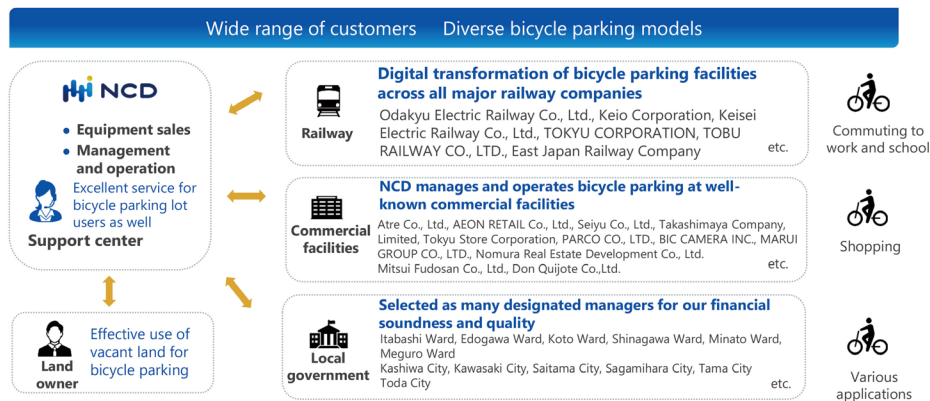 Wide range of customers Diverse bicycle parking models
NCD
• Equipment sales
• Management
and operation
Excellent service for
bicycle parking lot
users as well
Support center
Land
owner
Effective use of
vacant land for
bicycle parking
Railway
Digital transformation of bicycle parking facilities
across all major railway companies
Odakyu Electric Railway Co., Ltd., Keio Corporation, Keisei
Electric Railway Co., Ltd., TOKYU CORPORATION, TOBU
RAILWAY CO., LTD., East Japan Railway Company
etc.
Commuting to
work and school
Commercial
facilities
NCD manages and operates bicycle parking at well-
known commercial facilities
Atre Co., Ltd., AEON RETAIL Co., Ltd., Seiyu Co., Ltd., Takashimaya Company,
Limited, Tokyu Store Corporation, PARCO CO., LTD., BIC CAMERA INC., MARUI
GROUP CO., LTD., Nomura Real Estate Development Co., Ltd.
Mitsui Fudosan Co., Ltd., Don Quijote Co.,Ltd.
etc.
Shopping
Local
government
Selected as many designated managers for our financial
soundness and quality
Itabashi Ward, Edogawa Ward, Koto Ward, Shinagawa Ward, Minato Ward,
Meguro Ward
Kashiwa City, Kawasaki City, Saitama City, Sagamihara City, Tama City
Toda City
etc.
Various
applications